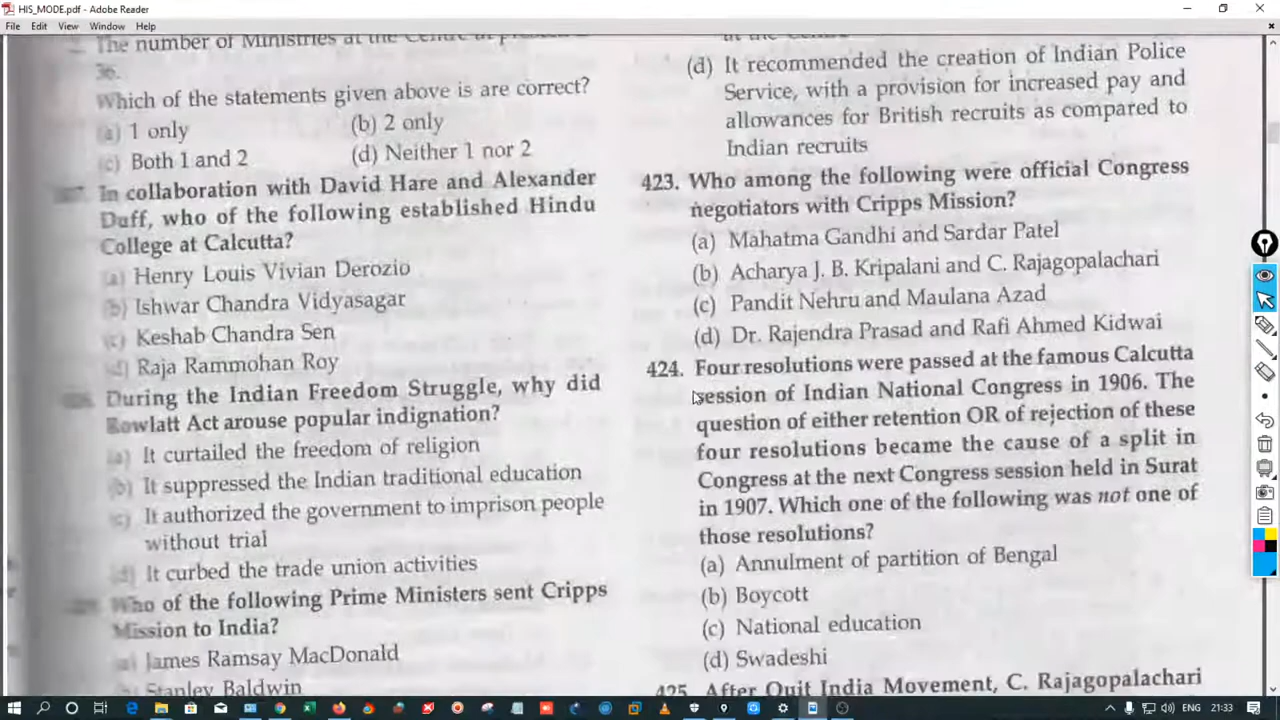 HIS_MODE.pdf - Adobe Reader
File Edit View Window Help
The number of Ministries at the Centre at
36.
Which of the statements given above is are correct?
(a) 1 only
(b) 2 only
(c) Both 1 and 2
(d) Neither 1 nor 2
In collaboration with David Hare and Alexander
Duff, who of the following established Hindu
College at Calcutta?
(a) Henry Louis Vivian Derozio
(b) Ishwar Chandra Vidyasagar
(c) Keshab Chandra Sen
(d) Raja Rammohan Roy
During the Indian Freedom Struggle, why did
Rowlatt Act arouse popular indignation?
(a) It curtailed the freedom of religion
(b) It suppressed the Indian traditional education
(c) It authorized the government to imprison people
without trial
(d) It curbed the trade union activities
Who of the following Prime Ministers sent Cripps
Mission to India?
(a) James Ramsay MacDonald
Stanley Baldwin
at the Centre
(d) It recommended the creation of Indian Police
Service, with a provision for increased pay and
allowances for British recruits as compared to
Indian recruits
423. Who among the following were official Congress
negotiators with Cripps Mission?
(a) Mahatma Gandhi and Sardar Patel
(b) Acharya J. B. Kripalani and C. Rajagopalachari
(c) Pandit Nehru and Maulana Azad
(d) Dr. Rajendra Prasad and Rafi Ahmed Kidwai
424. Four resolutions were passed at the famous Calcutta
session of Indian National Congress in 1906. The
question of either retention OR of rejection of these
four resolutions became the cause of a split in
Congress at the next Congress session held in Surat
in 1907. Which one of the following was not one of
those resolutions?
(a) Annulment of partition of Bengal
(b) Boycott
(c) National education
(d) Swadeshi
425. After Quit India Movement, C. Rajagopalachari
ENG 21:33